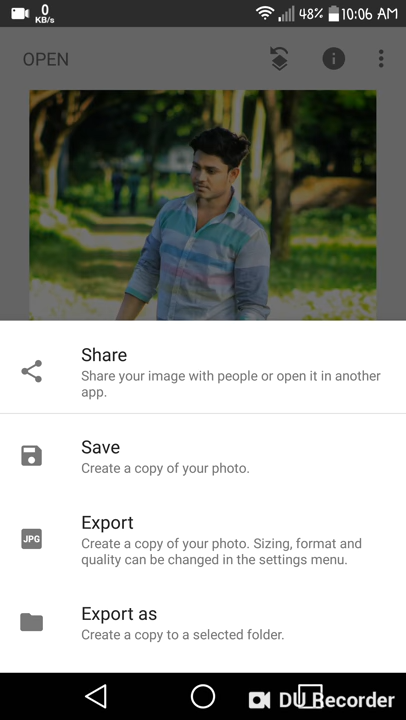 0
KB/s
48%
10:06 AM
OPEN
Share
Share your image with people or open it in another
app.
Save
Create a copy of your photo.
JPG
Export
Create a copy of your photo. Sizing, format and
quality can be changed in the settings menu.
Export as
Create a copy to a selected folder.
DU Recorder